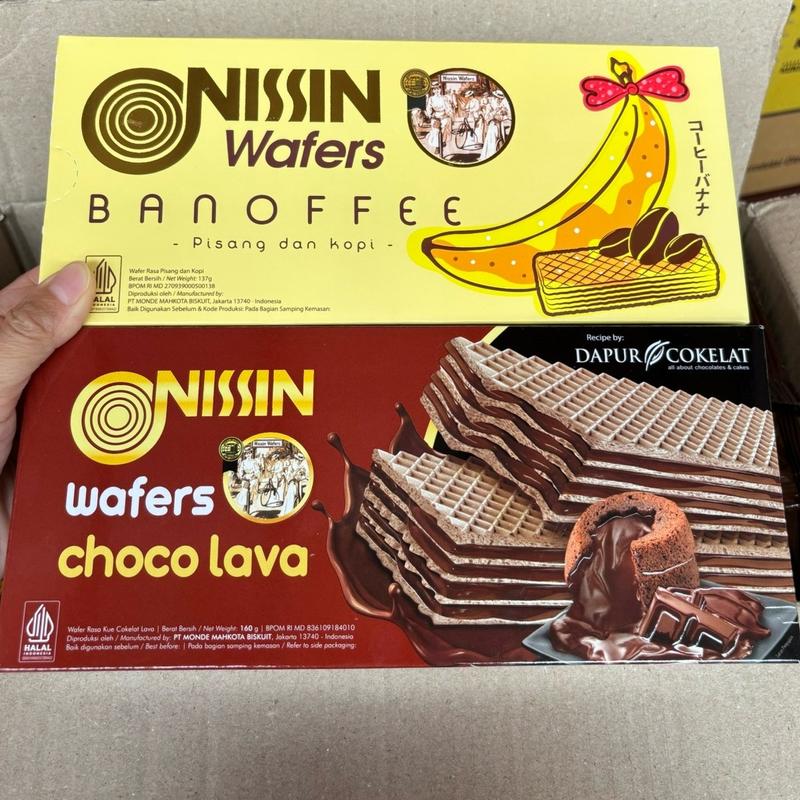 NISSIN
Wafers
Nissin Wafers
BANOFFEE
- Pisang dan kopi -
コーヒーバナナ
HALAL
INDONESIA
Wafer Rasa Pisang dan Kopi
Berat Bersih / Net Weight: 137g
BPOM RI MD 270939000500138
Diproduksi oleh / Manufactured by:
PT MONDE MAHKOTA BISKUIT, Jakarta 13740 - Indonesia
Baik Digunakan Sebelum & Kode Produksi: Pada Bagian Samping Kemasan:
Recipe by:
DAPUR COKELAT
all about chocolates & cakes
NISSIN
wafers
Nissin Wafers
choco lava
HALAL
INDONESIA
Wafer Rasa Kue Cokelat Lava | Berat Bersih / Net Weight: 160 g | BPOM RI MD 836109184010
Diproduksi oleh / Manufactured by: PT MONDE MAHKOTA BISKUIT, Jakarta 13740 - Indonesia
Baik digunakan sebelum / Best before: | Pada bagian samping kemasan / Refer to side packaging: